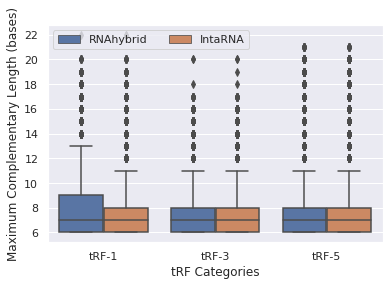 RNAhybrid IntaRNA
Maximum Complementary Length (bases)
22
20
18
16
14
12
10
8
6
tRF-1 tRF-3 tRF-5
tRF Categories